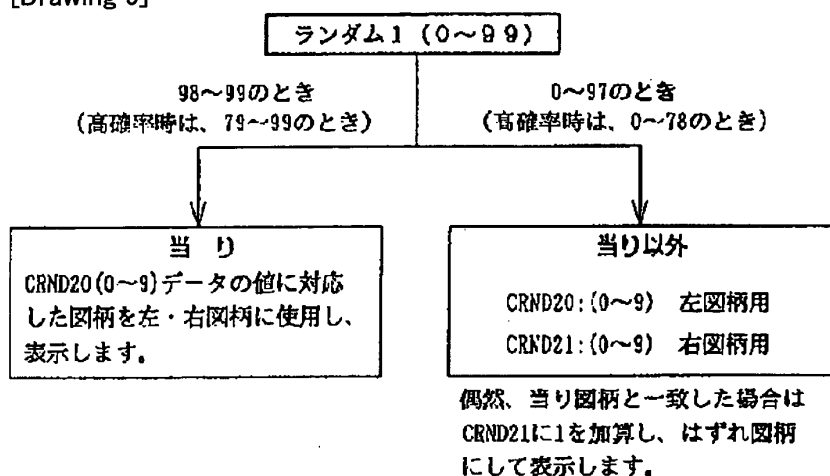 [Drawing 6]
ランダム1(0～99)
98～99のとき
(高確率時は、79～99のとき)
0～97のとき
(高確率時は、0～78のとき)
当り
CRND20(0～9)データの値に対応
した図柄を左・右図柄に使用し、
表示します。
当り以外
CRND20:(0～9) 左図柄用
CRND21:(0～9) 右図柄用
偶然、当り図柄と一致した場合は
CRND21に1を加算し、はずれ図柄
にして表示します。